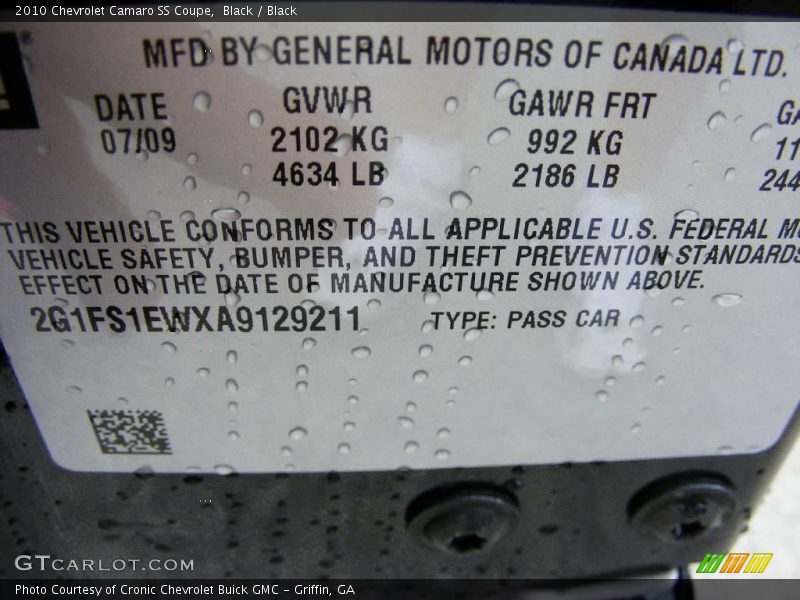 2010 Chevrolet Camaro SS Coupe, Black / Black
MFD BY GENERAL MOTORS OF CANADA LTD.
DATE GVWR GAWR FRT GA
07/09 2102 KG 992 KG 11
4634 LB 2186 LB 244
THIS VEHICLE CONFORMS TO ALL APPLICABLE U.S. FEDERAL M
VEHICLE SAFETY, BUMPER, AND THEFT PREVENTION STANDARDS
EFFECT ON THE DATE OF MANUFACTURE SHOWN ABOVE.
2G1FS1EWXA9129211 TYPE: PASS CAR
GTCARLOT.COM
Photo Courtesy of Cronic Chevrolet Buick GMC - Griffin, GA